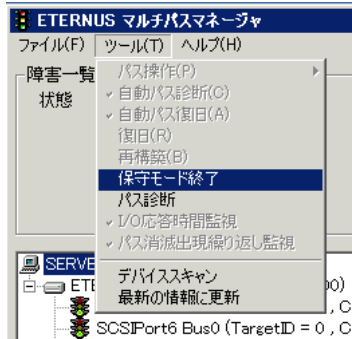 ETERNUS マルチパスマネージャ
ファイル(F) ツール(T) ヘルプ(H)
障害一覧
状態
パス操作(P)
自動パス診断(C)
自動パス復旧(A)
復旧(R)
再構築(B)
保守モード終了
パス診断
I/O応答時間監視
パス消滅出現繰り返し監視
デバイススキャン
最新の情報に更新
SERVE
ETE
, C
SCSIPort6 Bus0 (TargetID = 0 , C